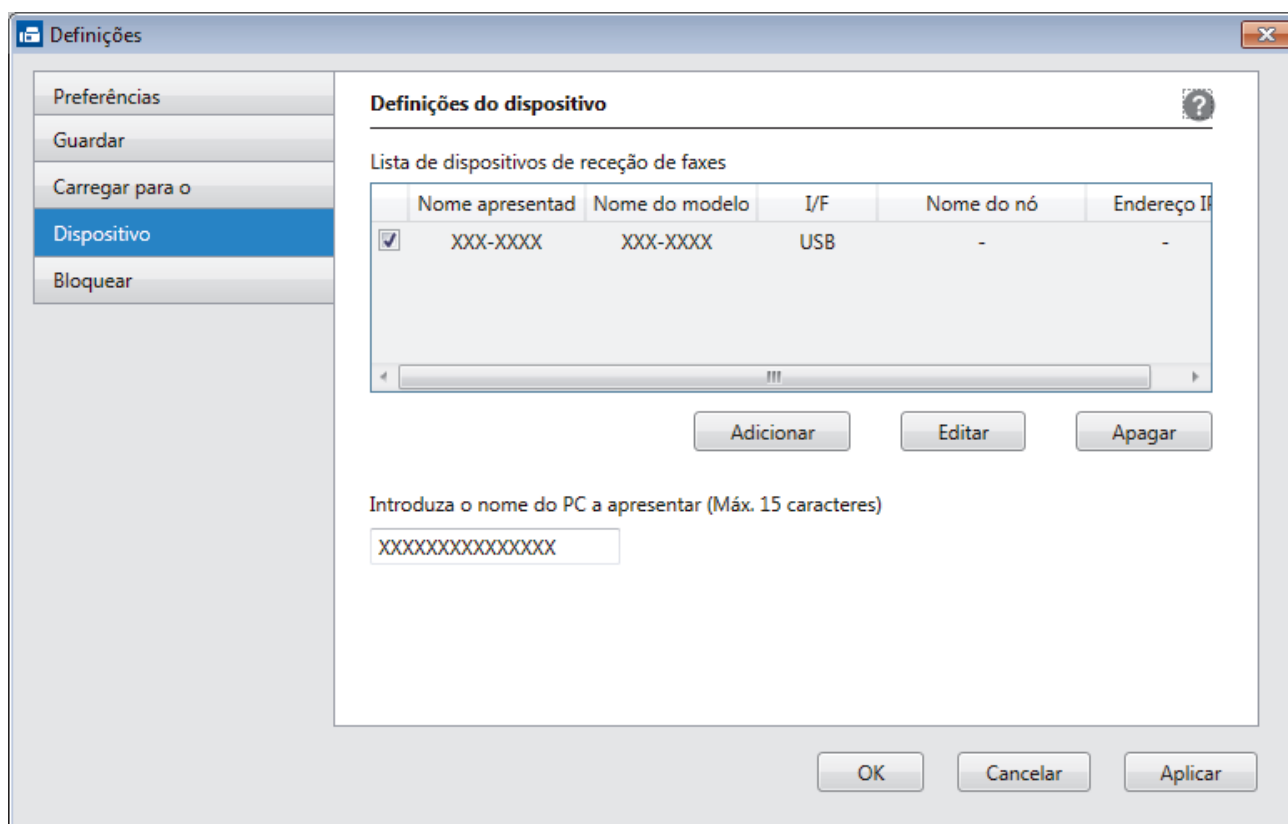 Definições
Preferências
Guardar
Carregar para o
Dispositivo
Bloquear
Definições do dispositivo
?
Lista de dispositivos de receção de faxes
Nome apresentad Nome do modelo I/F Nome do nó Endereço IP
XXX-XXXX XXX-XXXX USB - -
Adicionar Editar Apagar
Introduza o nome do PC a apresentar (Máx. 15 caracteres)
XXXXXXXXXXXXXXX
OK Cancelar Aplicar